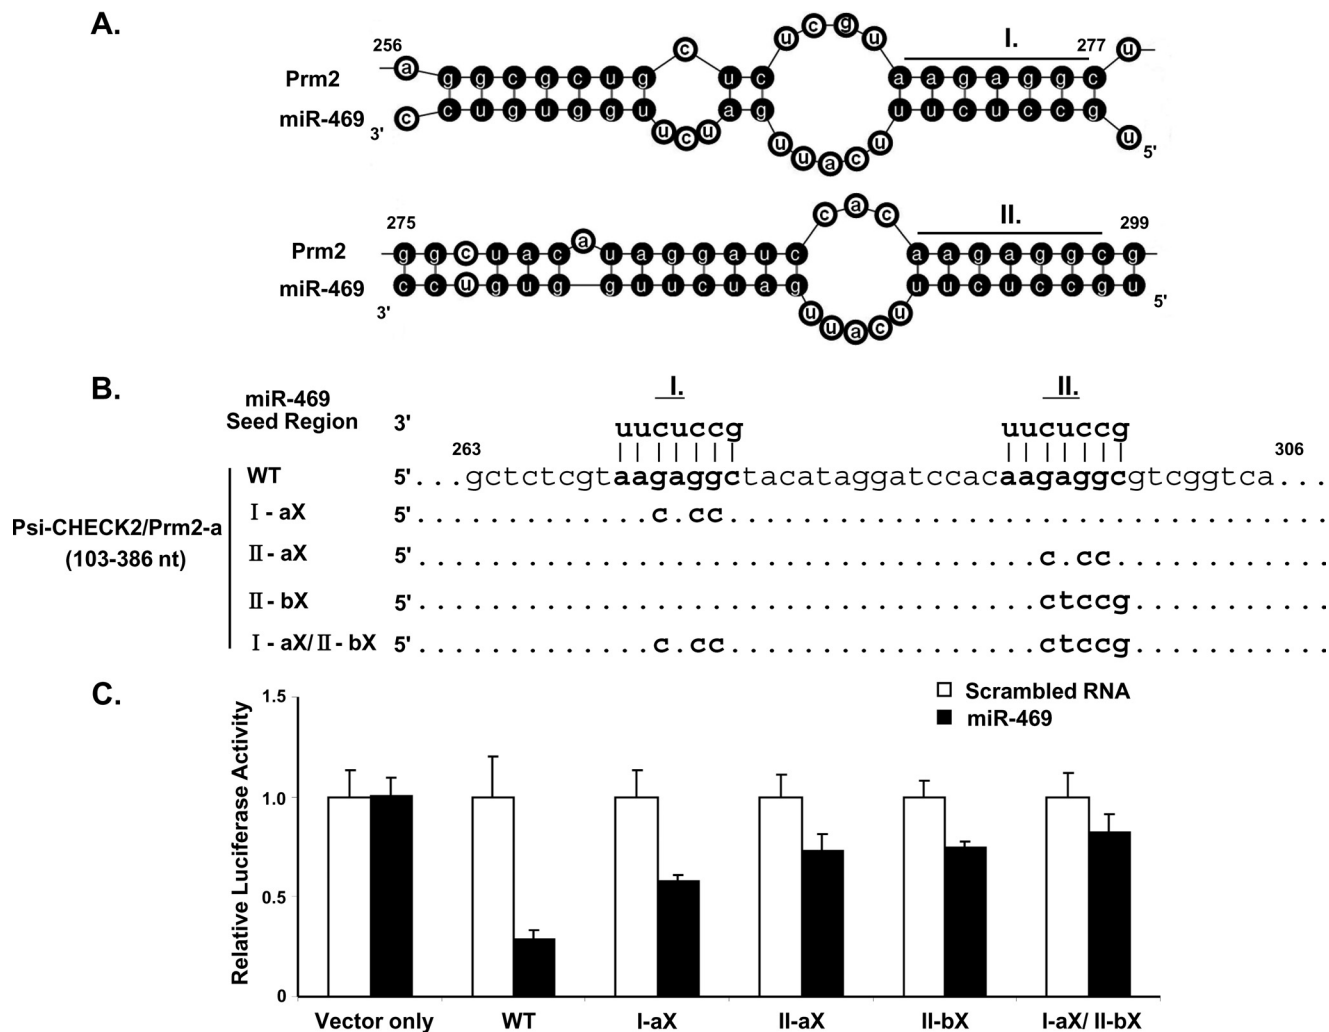 A.
I.
u c g u
256 c 277 u
Prm2 a g g c g c u g u c a a g a g g c
miR-469 c c u g u g g u a g u u c u c c g
3' u c u u u a c u u 5'
II.
275 a c a c 299
Prm2 g g c u a c u a g g a u c a a g a g g c g
miR-469 c c u g u g g u u c u a g u u c u c c g u
3' u u a c u 5'
B.
miR-469 I. II.
Seed Region 3' uucuccg uucuccg
263 306
WT 5' ...gctctcgtaagaggctacataggatccacaagaggcgtcggtca...
Psi-CHECK2/Prm2-a
(103-386 nt)
I-aX 5' ............c.cc.............................
II-aX 5' ..............................c.cc...........
II-bX 5' ..............................ctccg..........
I-aX/II-bX 5' ............c.cc...............ctccg..........
C.
Relative Luciferase Activity
1.5
1.0
0.5
0
Scrambled RNA
miR-469
Vector only WT I-aX II-aX II-bX I-aX/ II-bX